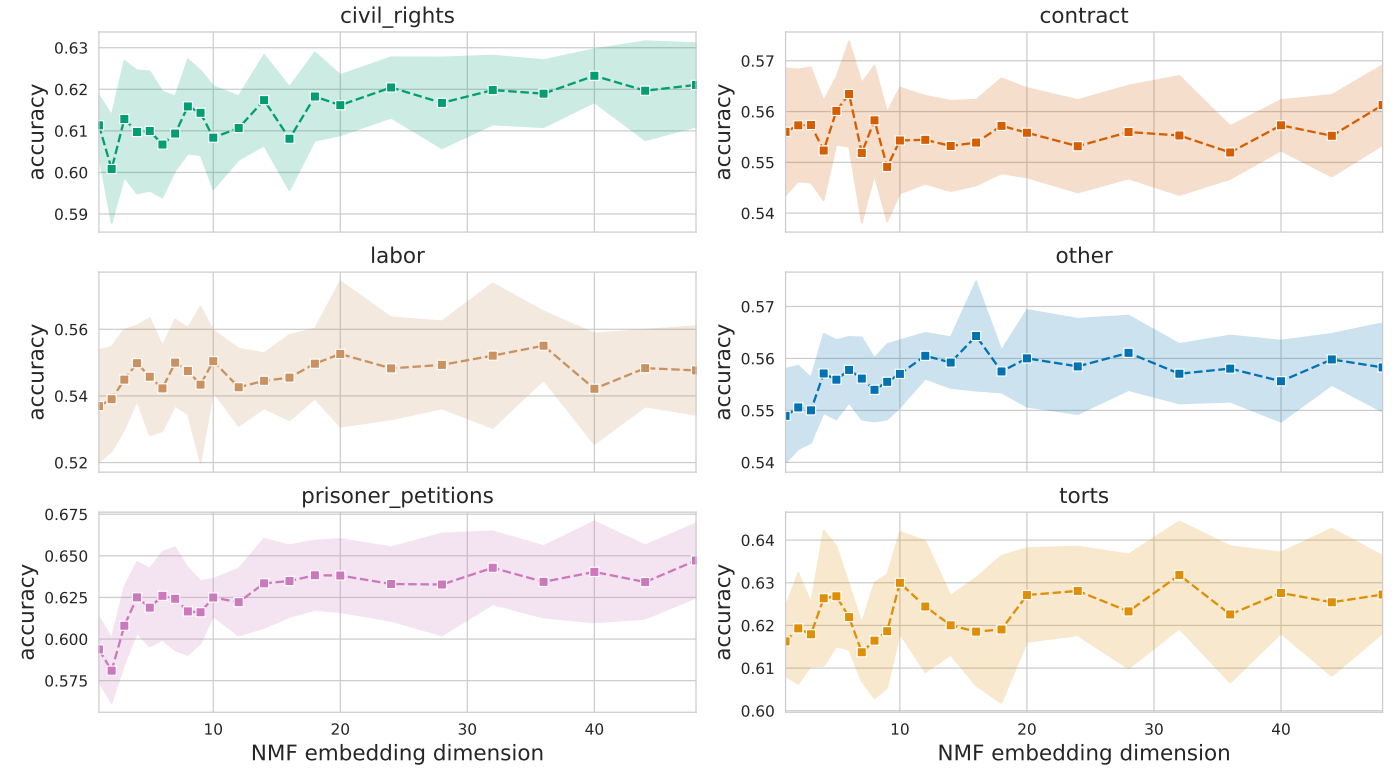 civil_rights
0.63
0.62
0.61
0.60
0.59
accuracy
contract
0.57
0.56
0.55
0.54
accuracy
labor
0.56
0.54
0.52
accuracy
other
0.57
0.56
0.55
0.54
accuracy
prisoner_petitions
0.675
0.650
0.625
0.600
0.575
accuracy
10 20 30 40
NMF embedding dimension
torts
0.64
0.63
0.62
0.61
0.60
accuracy
10 20 30 40
NMF embedding dimension